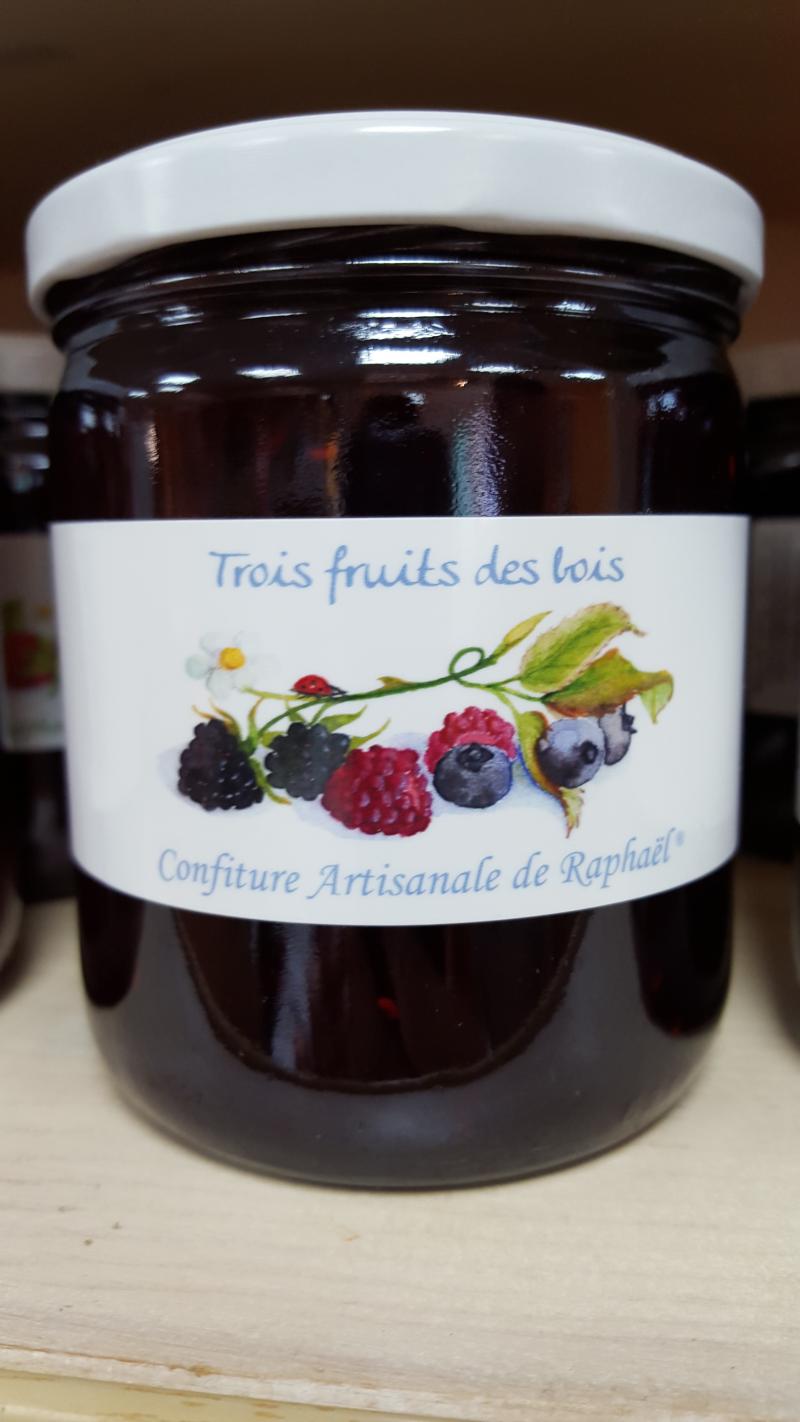 Trois fruits des bois
Confiture Artisanale de Raphaël®